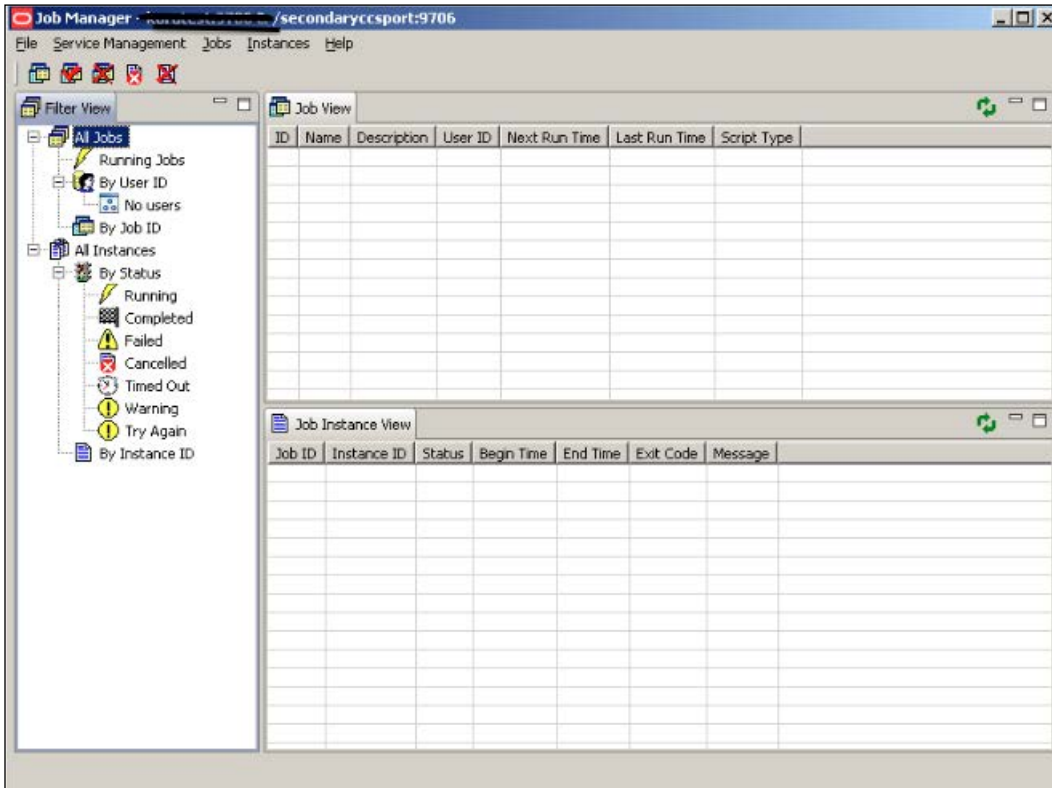 Job Manager - /secondaryccsport:9706
File Service Management Jobs Instances Help
Filter View
All Jobs
Running Jobs
By User ID
No users
By Job ID
All Instances
By Status
Running
Completed
Failed
Cancelled
Timed Out
Warning
Try Again
By Instance ID
Job View
ID Name Description User ID Next Run Time Last Run Time Script Type
Job Instance View
Job ID Instance ID Status Begin Time End Time Exit Code Message